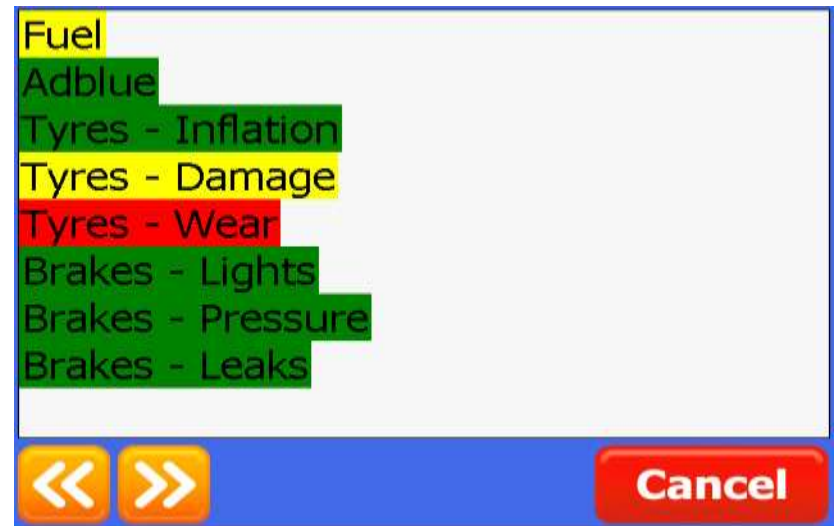 Fuel
Adblue
Tyres - Inflation
Tyres - Damage
Tyres - Wear
Brakes - Lights
Brakes - Pressure
Brakes - Leaks
Cancel